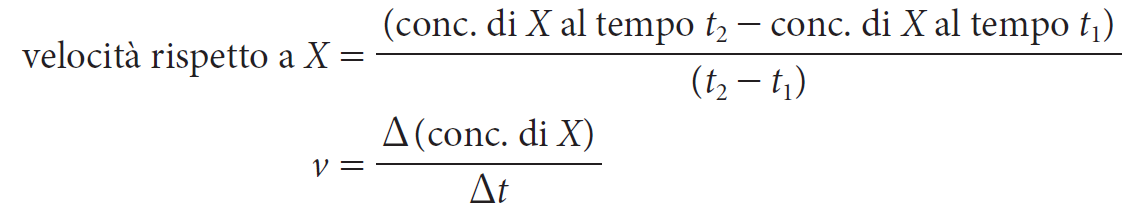 velocità rispetto a X = (conc. di X al tempo t₂ − conc. di X al tempo t₁) / (t₂ − t₁)
v = Δ(conc. di X) / Δt